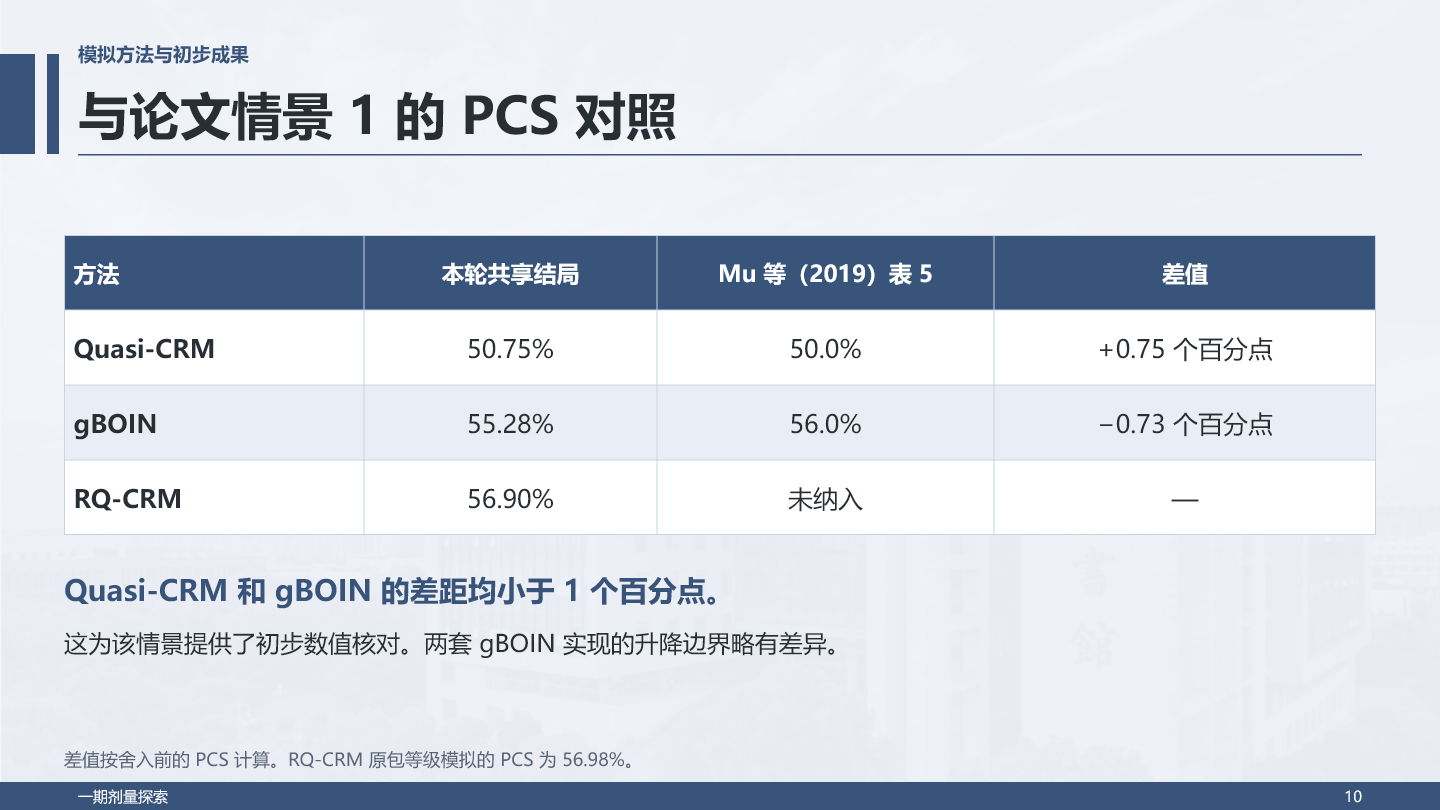 模拟方法与初步成果
与论文情景 1 的 PCS 对照
方法 本轮共享结局 Mu 等（2019）表 5 差值
Quasi-CRM 50.75% 50.0% +0.75 个百分点
gBOIN 55.28% 56.0% −0.73 个百分点
RQ-CRM 56.90% 未纳入 —
書
館
Quasi-CRM 和 gBOIN 的差距均小于 1 个百分点。
这为该情景提供了初步数值核对。两套 gBOIN 实现的升降边界略有差异。
差值按舍入前的 PCS 计算。RQ-CRM 原包等级模拟的 PCS 为 56.98%。
一期剂量探索 10